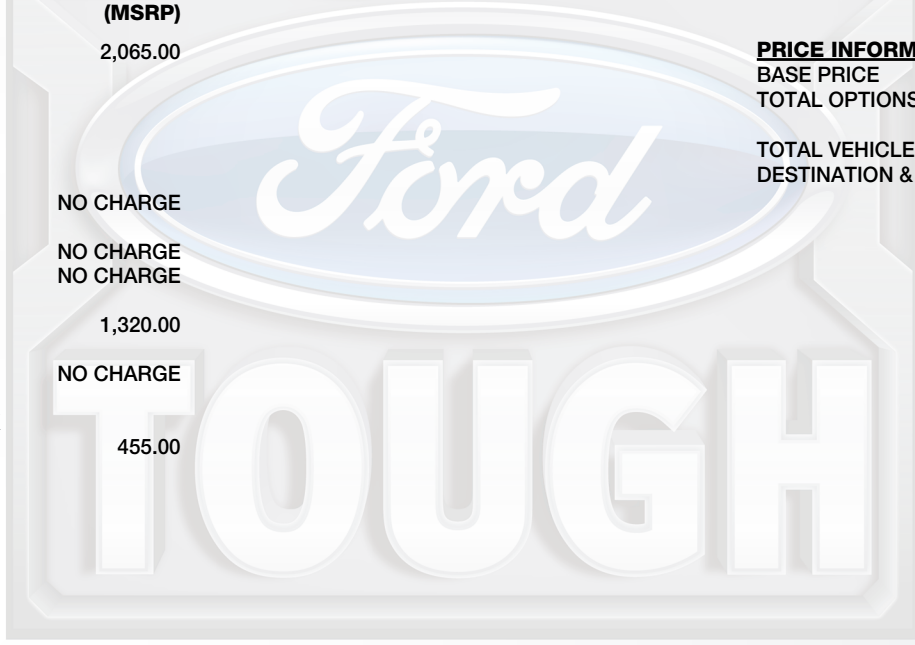 (MSRP)
2,065.00
NO CHARGE
NO CHARGE
NO CHARGE
1,320.00
NO CHARGE
455.00
PRICE INFORM
BASE PRICE
TOTAL OPTIONS
TOTAL VEHICLE
DESTINATION &
Ford
TOUGH